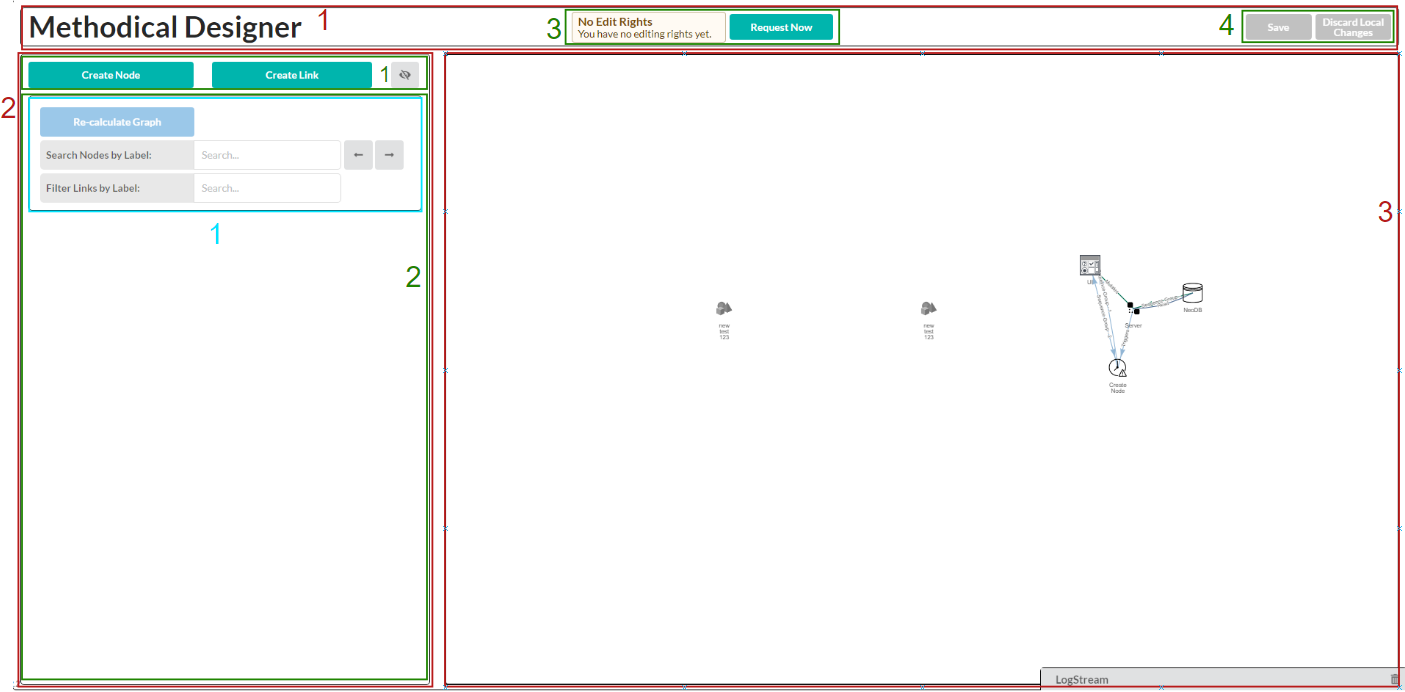 Methodical Designer
1
3
No Edit Rights
You have no editing rights yet.
Request Now
4
Save
Discard Local
Changes
Create Node
Create Link
1
2
Re-calculate Graph
Search Nodes by Label:
Search...
←
→
Filter Links by Label:
Search...
1
2
3
new
test
123
new
test
123
Server
NeoDB
Create
Node
LogStream